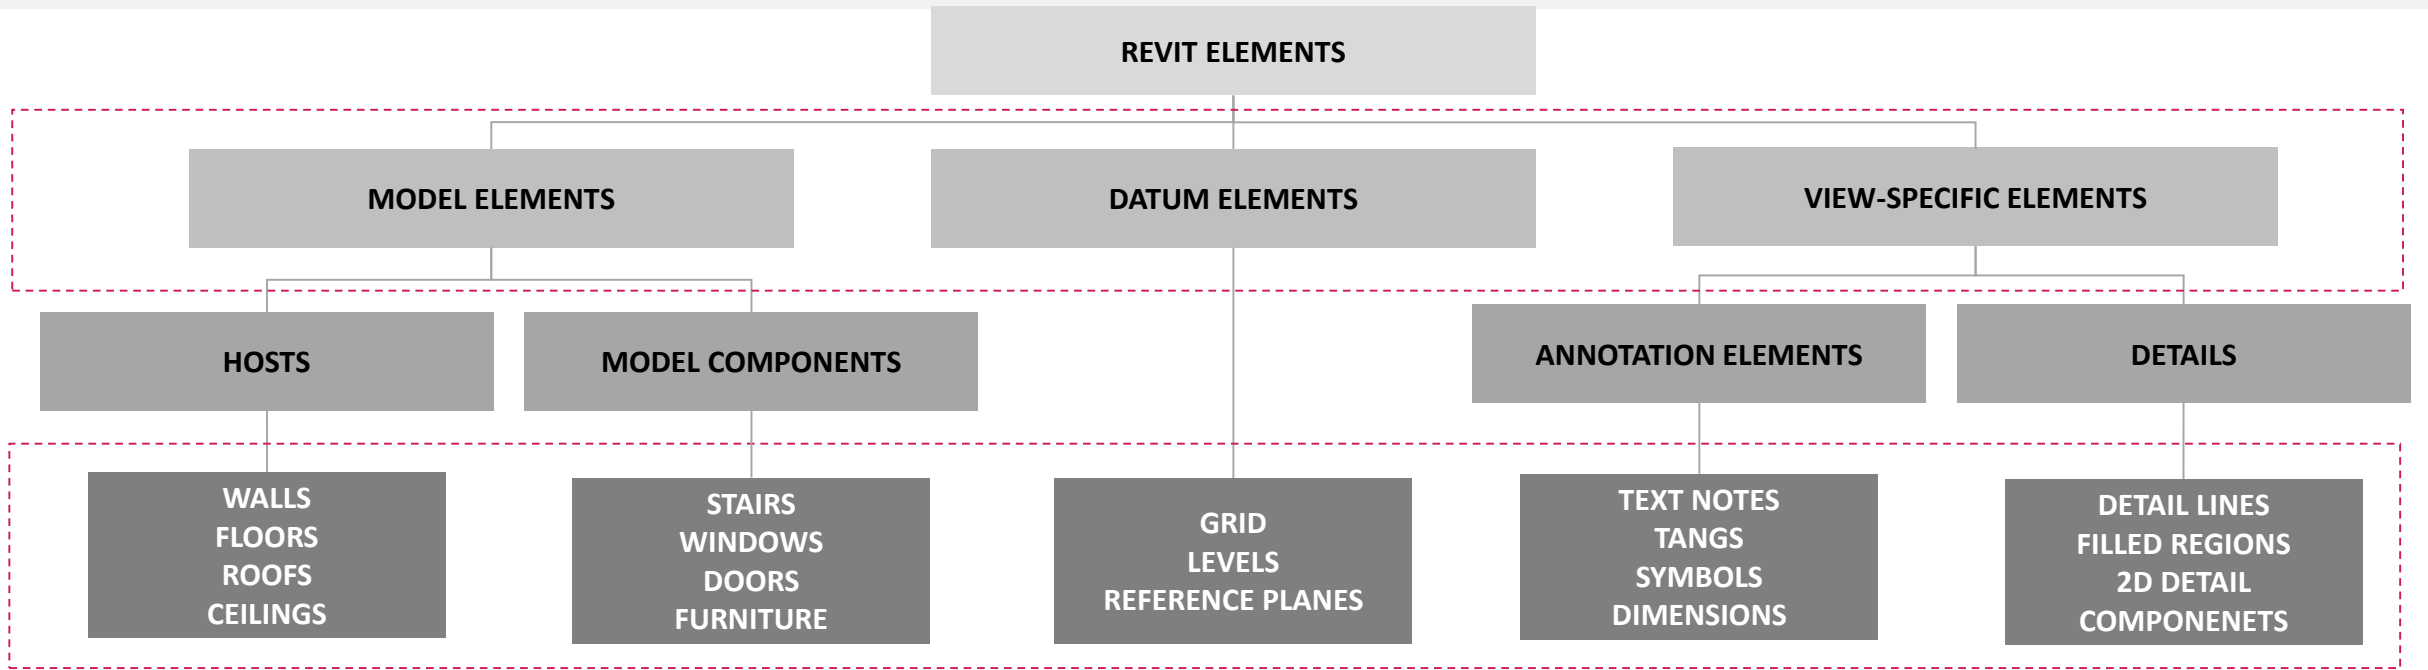 REVIT ELEMENTS
MODEL ELEMENTS
DATUM ELEMENTS
VIEW-SPECIFIC ELEMENTS
HOSTS
MODEL COMPONENTS
ANNOTATION ELEMENTS
DETAILS
WALLS
FLOORS
ROOFS
CEILINGS
STAIRS
WINDOWS
DOORS
FURNITURE
GRID
LEVELS
REFERENCE PLANES
TEXT NOTES
TANGS
SYMBOLS
DIMENSIONS
DETAIL LINES
FILLED REGIONS
2D DETAIL
COMPONENETS